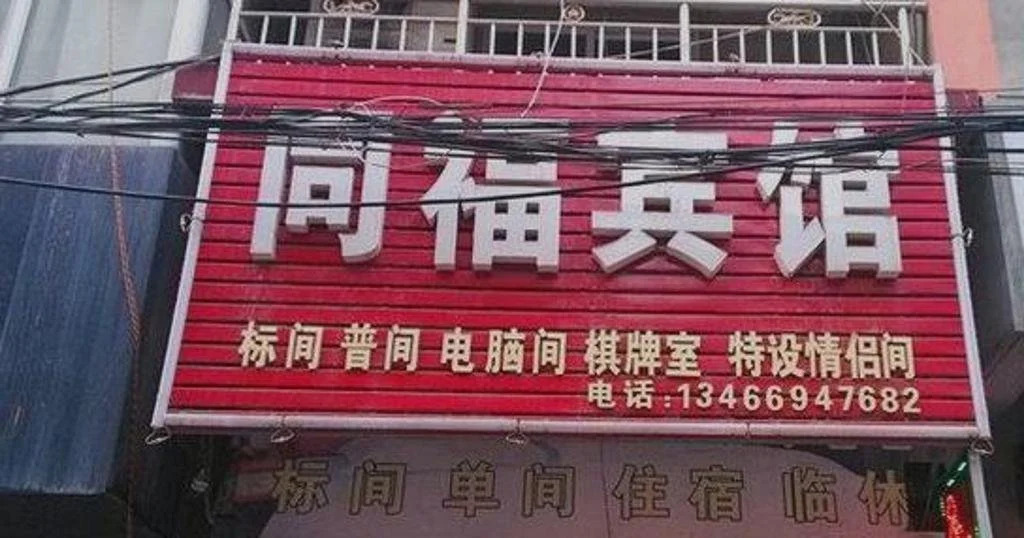 同福宾馆
标间 普间 电脑间 棋牌室 特设情侣间
电话:13466947682
标间 单间 住宿 临休